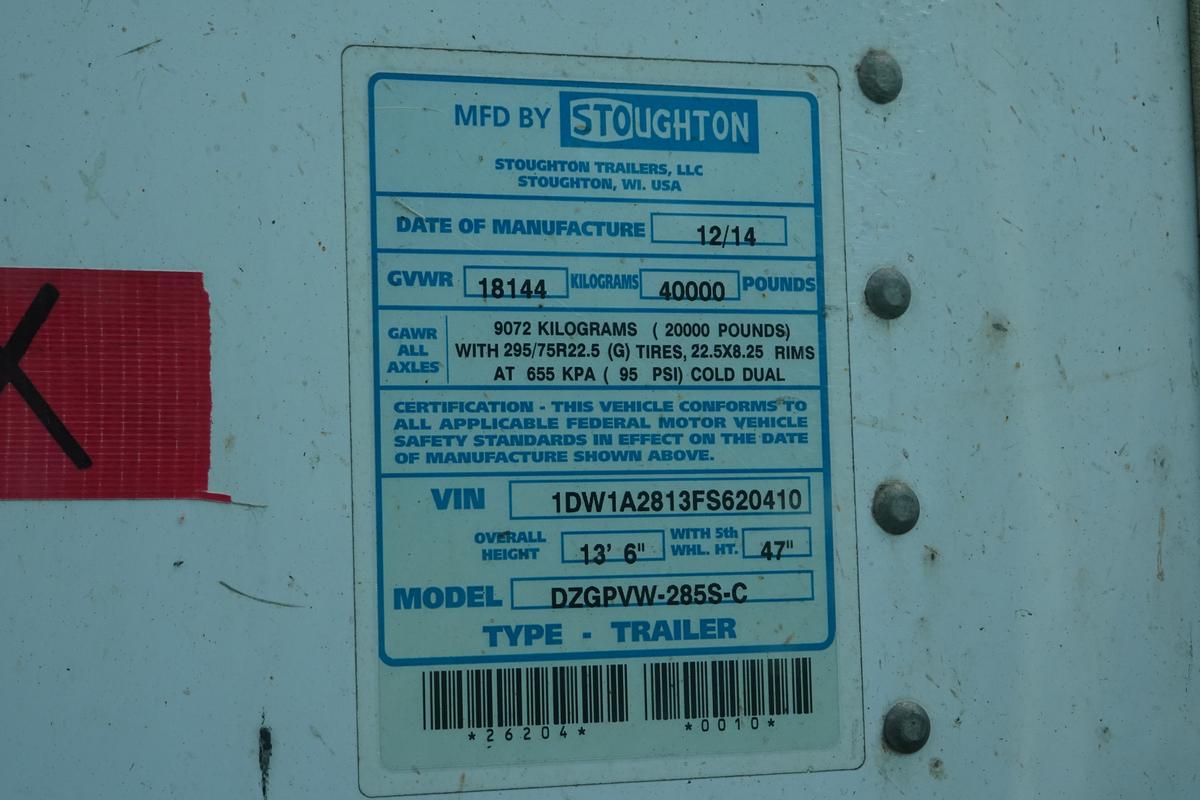 MFD BY STOUGHTON
STOUGHTON TRAILERS, LLC
STOUGHTON, WI. USA
DATE OF MANUFACTURE 12/14
GVWR 18144 KILOGRAMS 40000 POUNDS
GAWR ALL AXLES
9072 KILOGRAMS ( 20000 POUNDS)
WITH 295/75R22.5 (G) TIRES, 22.5X8.25 RIMS
AT 655 KPA ( 95 PSI) COLD DUAL
CERTIFICATION - THIS VEHICLE CONFORMS TO
ALL APPLICABLE FEDERAL MOTOR VEHICLE
SAFETY STANDARDS IN EFFECT ON THE DATE
OF MANUFACTURE SHOWN ABOVE.
VIN 1DW1A2813FS620410
OVERALL HEIGHT 13' 6" WITH 5th WHL. HT. 47"
MODEL DZGPVW-285S-C
TYPE - TRAILER
*26204* *0010*